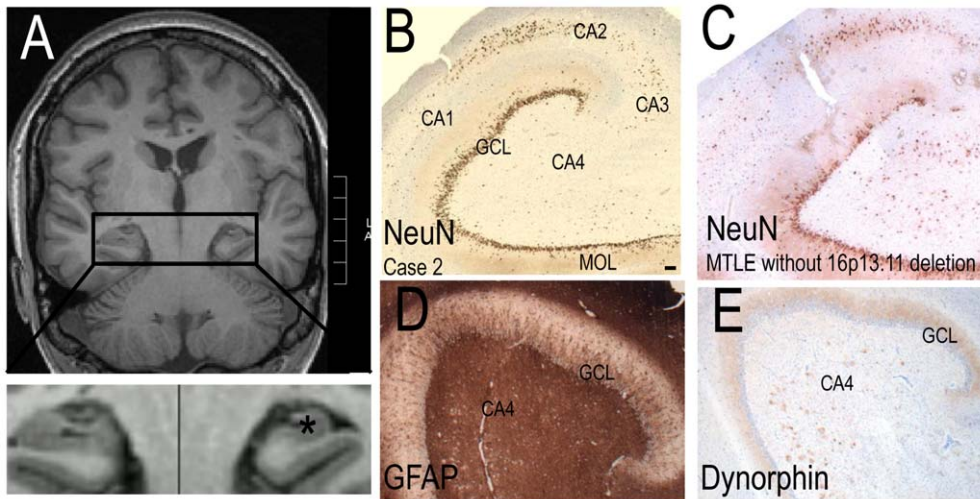 A
L
A
*
B
CA2
CA1
CA3
GCL
CA4
NeuN
Case 2
MOL
C
NeuN
MTLE without 16p13.11 deletion
D
GCL
CA4
GFAP
E
GCL
CA4
Dynorphin